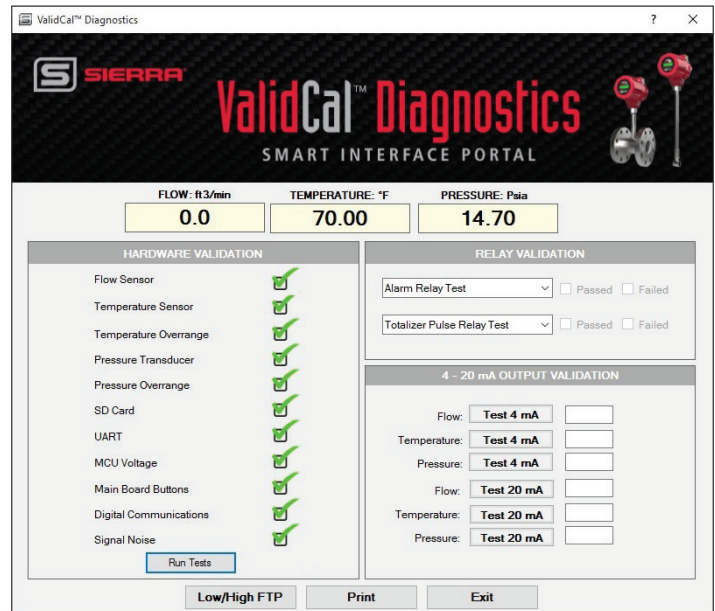 ValidCal™ Diagnostics
? ×
S SIERRA
ValidCal™ Diagnostics
SMART INTERFACE PORTAL
FLOW: ft3/min
TEMPERATURE: °F
PRESSURE: Psia
0.0
70.00
14.70
HARDWARE VALIDATION
Flow Sensor
Temperature Sensor
Temperature Overrange
Pressure Transducer
Pressure Overrange
SD Card
UART
MCU Voltage
Main Board Buttons
Digital Communications
Signal Noise
Run Tests
RELAY VALIDATION
Alarm Relay Test Passed Failed
Totalizer Pulse Relay Test Passed Failed
4 – 20 mA OUTPUT VALIDATION
Flow: Test 4 mA
Temperature: Test 4 mA
Pressure: Test 4 mA
Flow: Test 20 mA
Temperature: Test 20 mA
Pressure: Test 20 mA
Low/High FTP Print Exit